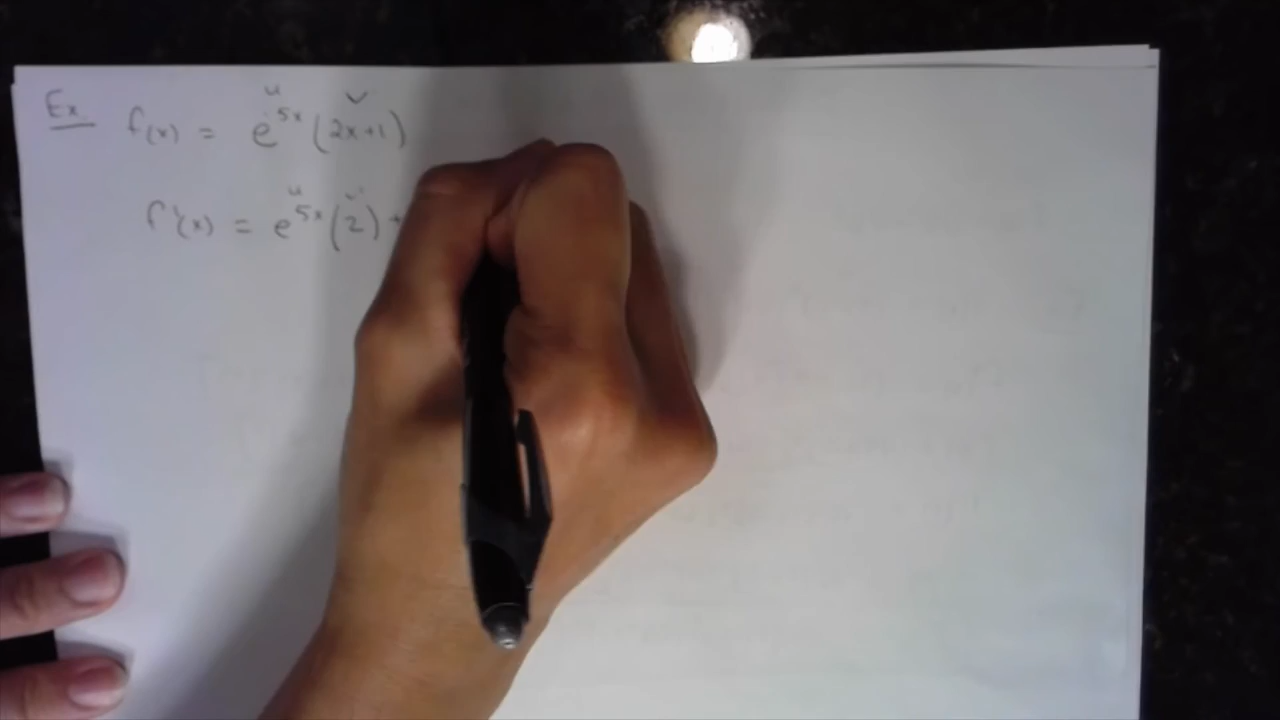 Ex. u v
f(x) = e^5x (2x+1)
u v'
f'(x) = e^5x (2) +